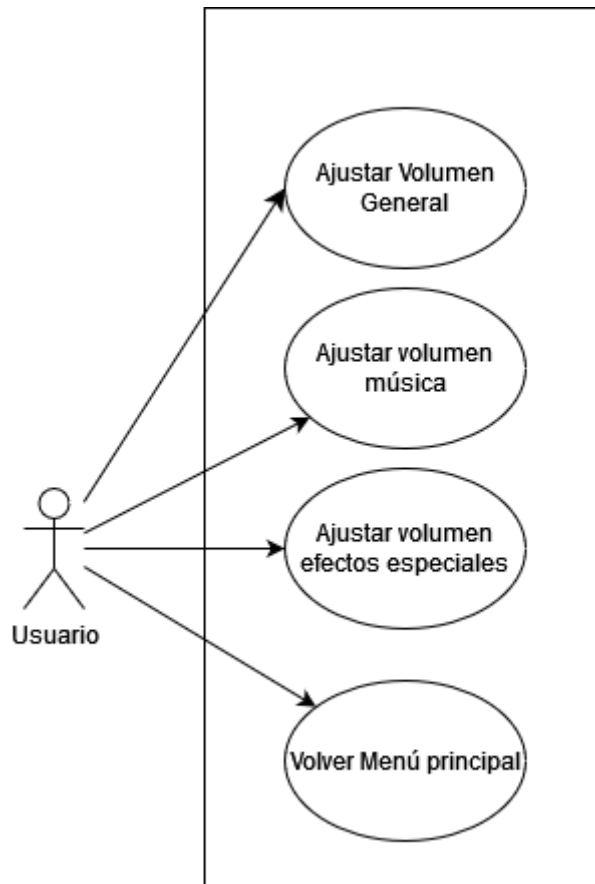 Ajustar Volumen
General
Ajustar volumen
música
Ajustar volumen
efectos especiales
Usuario
Volver Menú principal